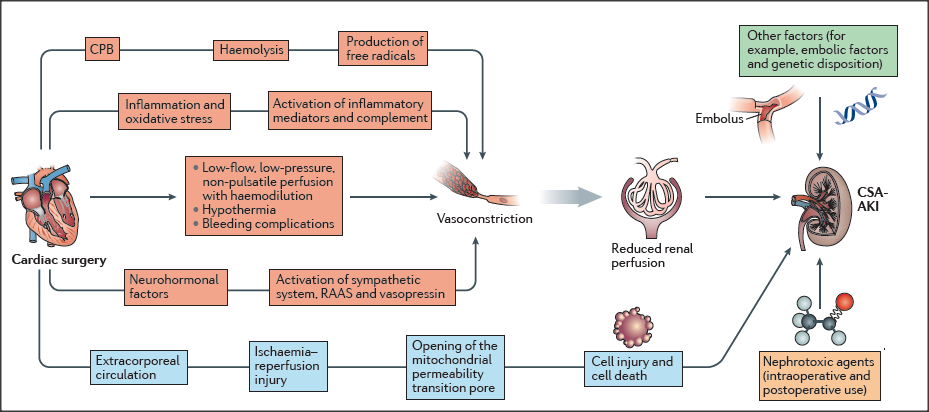 CPB
Haemolysis
Production of
free radicals
Other factors (for
example, embolic factors
and genetic disposition)
Inflammation and
oxidative stress
Activation of inflammatory
mediators and complement
Embolus
• Low-flow, low-pressure,
non-pulsatile perfusion
with haemodilution
• Hypothermia
• Bleeding complications
Vasoconstriction
CSA-
AKI
Cardiac surgery
Reduced renal
perfusion
Neurohormonal
factors
Activation of sympathetic
system, RAAS and vasopressin
Extracorporeal
circulation
Ischaemia–
reperfusion
injury
Opening of the
mitochondrial
permeability
transition pore
Cell injury and
cell death
Nephrotoxic agents
(intraoperative and
postoperative use)